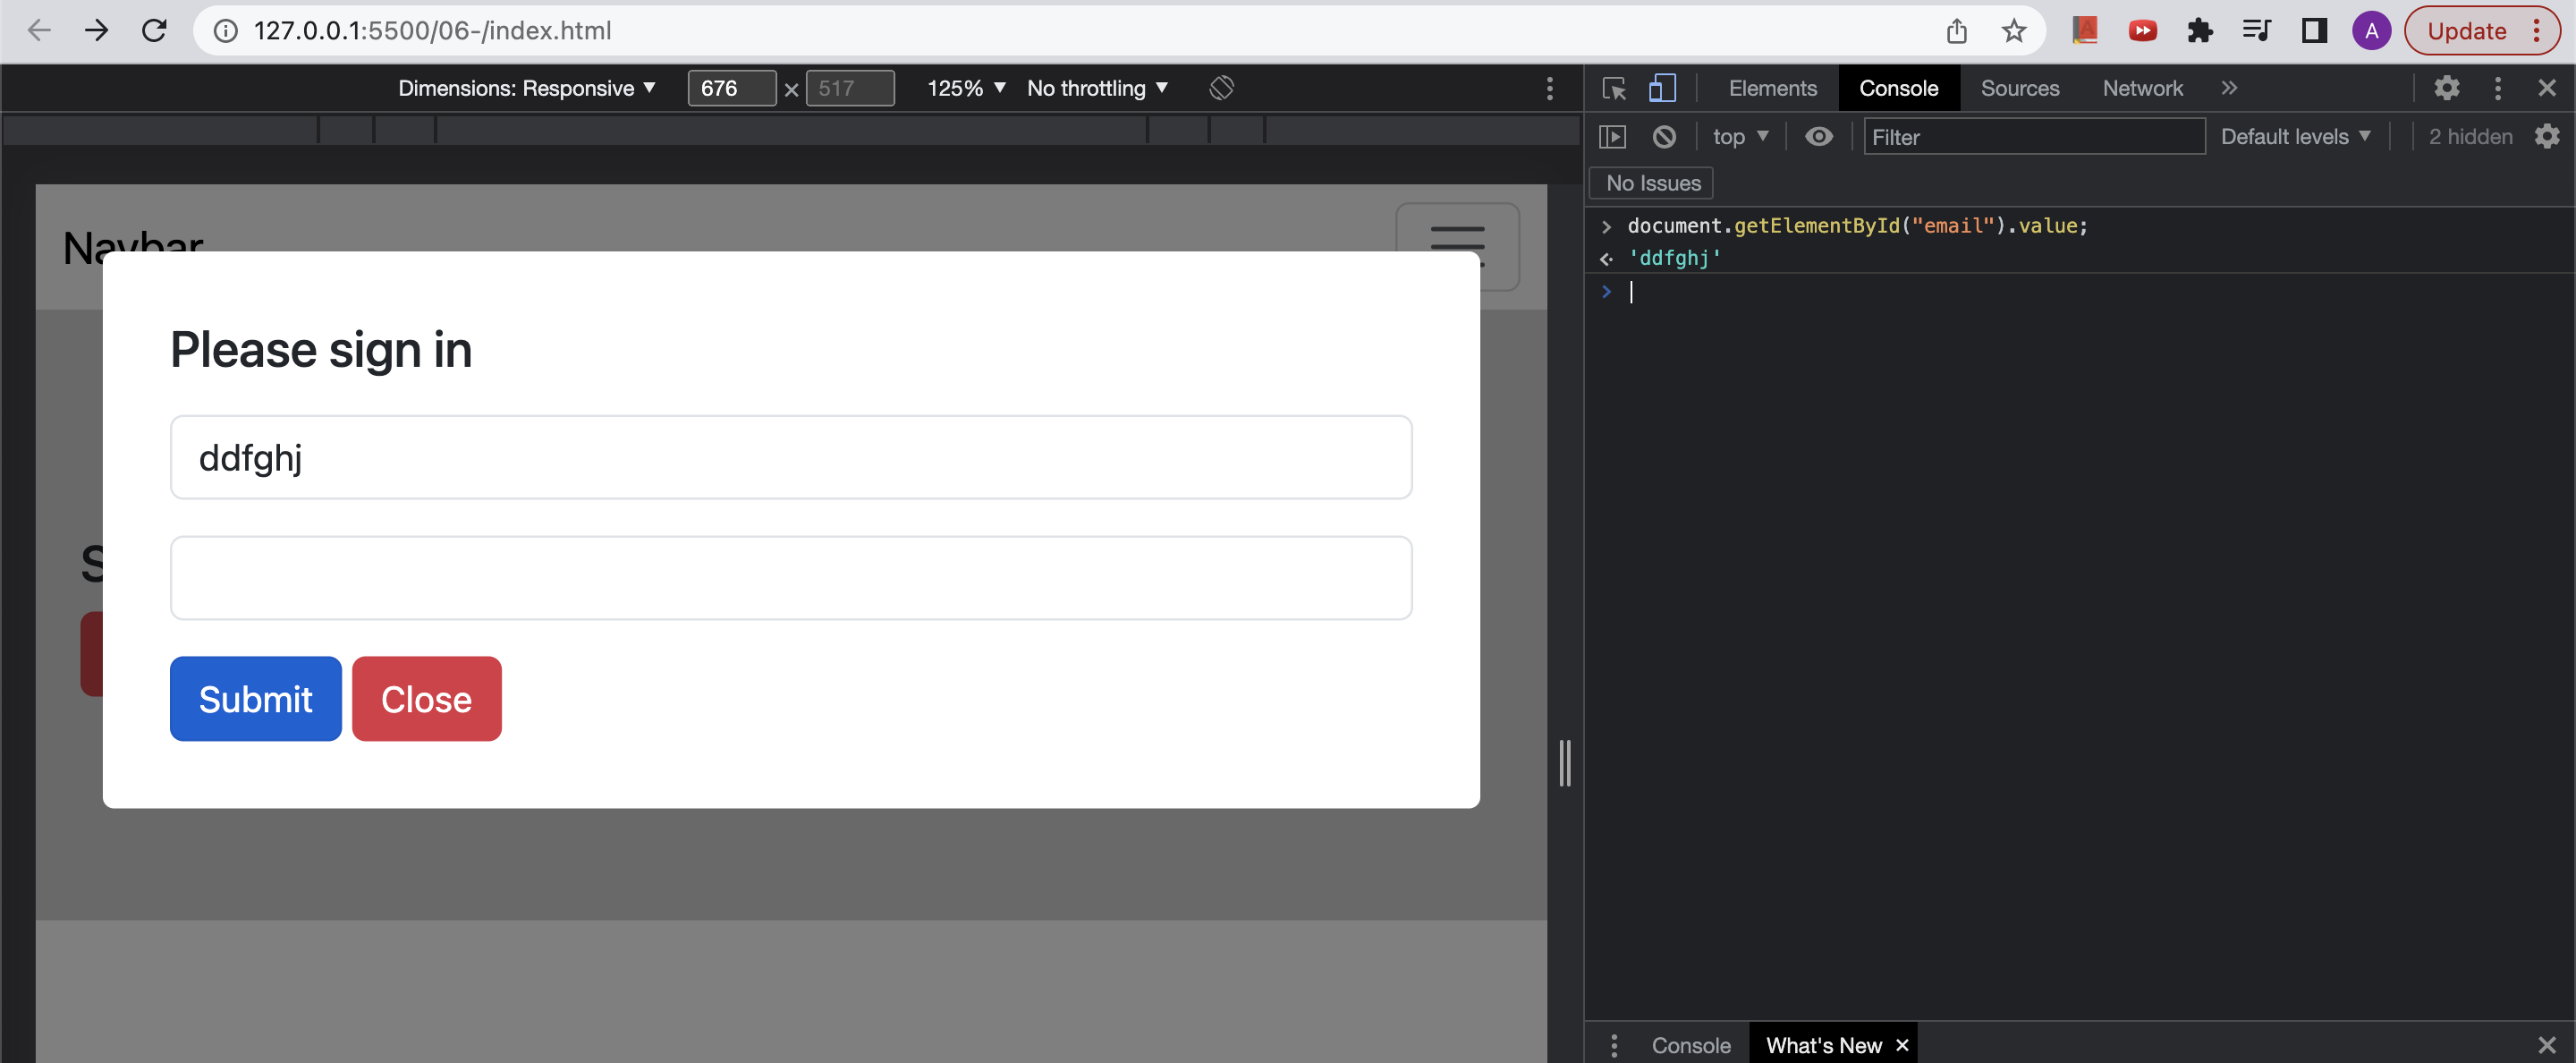 127.0.0.1:5500/06-/index.html
A
Update
Dimensions: Responsive
676 × 517
125%
No throttling
Elements
Console
Sources
Network
top
Filter
Default levels
2 hidden
No Issues
document.getElementById("email").value;
'ddfghj'
Navbar
Please sign in
ddfghj
S
Submit
Close
Console
What's New